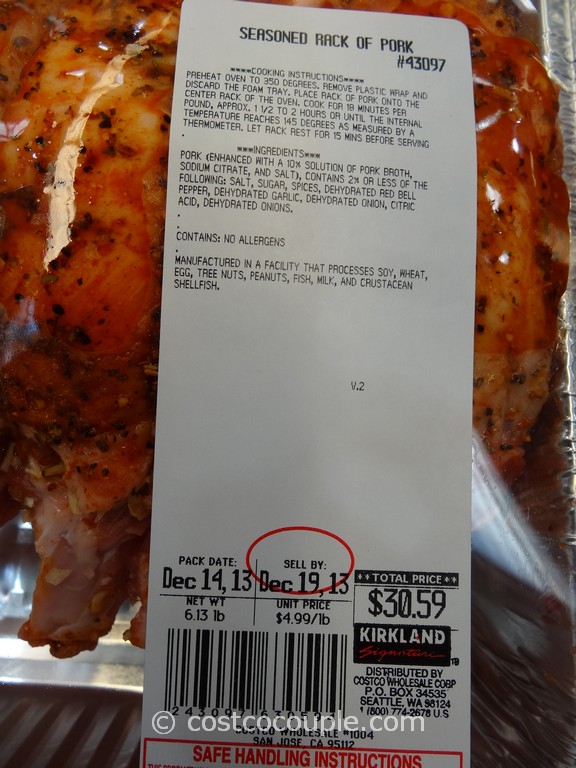 SEASONED RACK OF PORK
#43097
****COOKING INSTRUCTIONS****
PREHEAT OVEN TO 350 DEGREES. REMOVE PLASTIC WRAP AND
DISCARD THE FOAM TRAY. PLACE RACK OF PORK ONTO THE
CENTER RACK OF THE OVEN. COOK FOR 18 MINUTES PER
POUND, APPROX. 1 1/2 TO 2 HOURS OR UNTIL THE INTERNAL
TEMPERATURE REACHES 145 DEGREES AS MEASURED BY A
THERMOMETER. LET RACK REST FOR 15 MINS BEFORE SERVING
***INGREDIENTS***
PORK (ENHANCED WITH A 10% SOLUTION OF PORK BROTH,
SODIUM CITRATE, AND SALT), CONTAINS 2% OR LESS OF THE
FOLLOWING: SALT, SUGAR, SPICES, DEHYDRATED RED BELL
PEPPER, DEHYDRATED GARLIC, DEHYDRATED ONION, CITRIC
ACID, DEHYDRATED ONIONS.
.
.
CONTAINS: NO ALLERGENS
.
MANUFACTURED IN A FACILITY THAT PROCESSES SOY, WHEAT,
EGG, TREE NUTS, PEANUTS, FISH, MILK, AND CRUSTACEAN
SHELLFISH.
V.2
PACK DATE: SELL BY:
Dec 14, 13 Dec 19, 13
NET WT UNIT PRICE
6.13 lb $4.99/lb
**TOTAL PRICE**
$30.59
KIRKLAND
Signature TM
DISTRIBUTED BY
COSTCO WHOLESALE CORP
P.O. BOX 34535
SEATTLE, WA 98124
1 (800) 774-2678 U.S
243097
© costcocouple.com
COSTCO WHOLESALE #1004
SAN JOSE, CA 95112
SAFE HANDLING INSTRUCTIONS